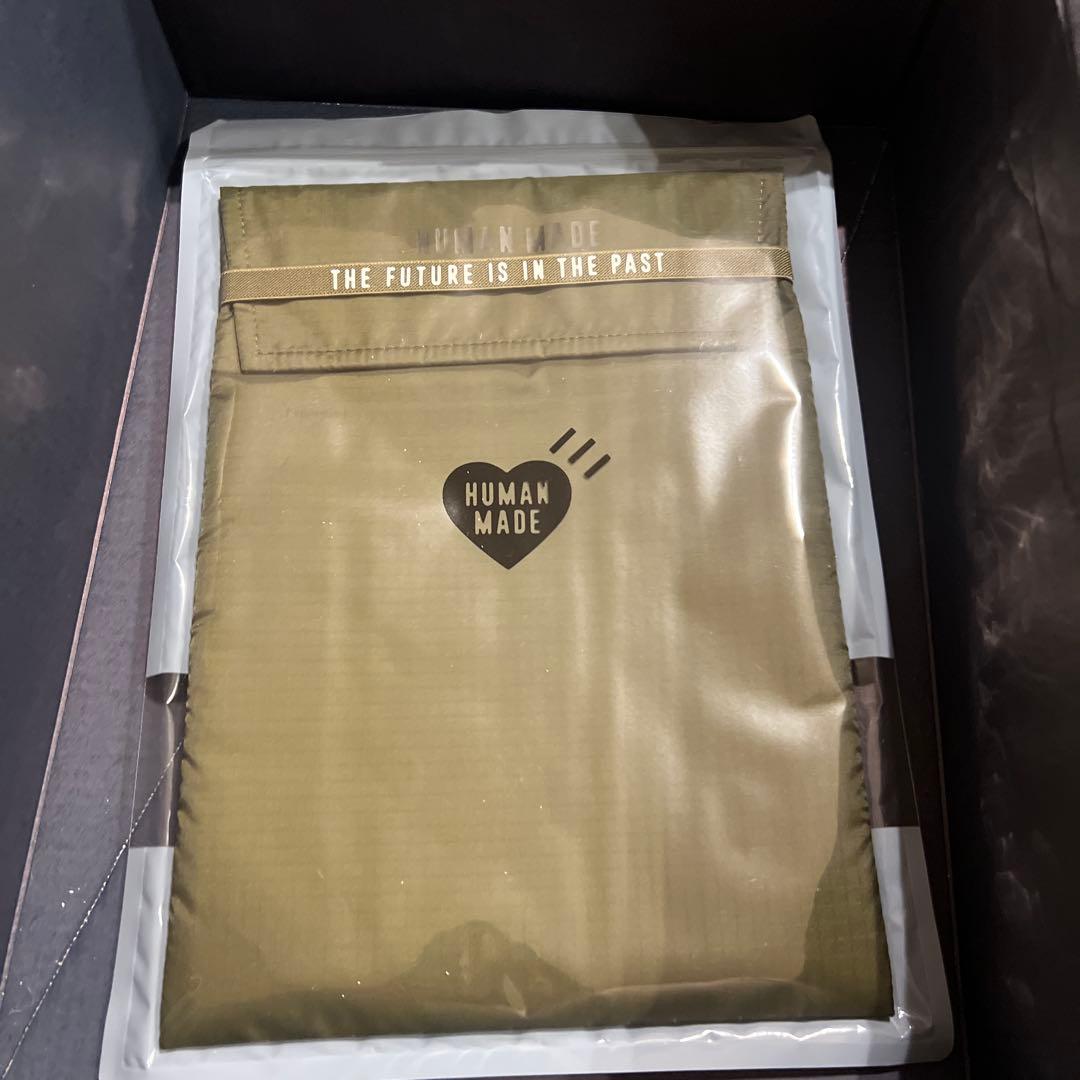 HUMAN MADE
THE FUTURE IS IN THE PAST
HUMAN
MADE